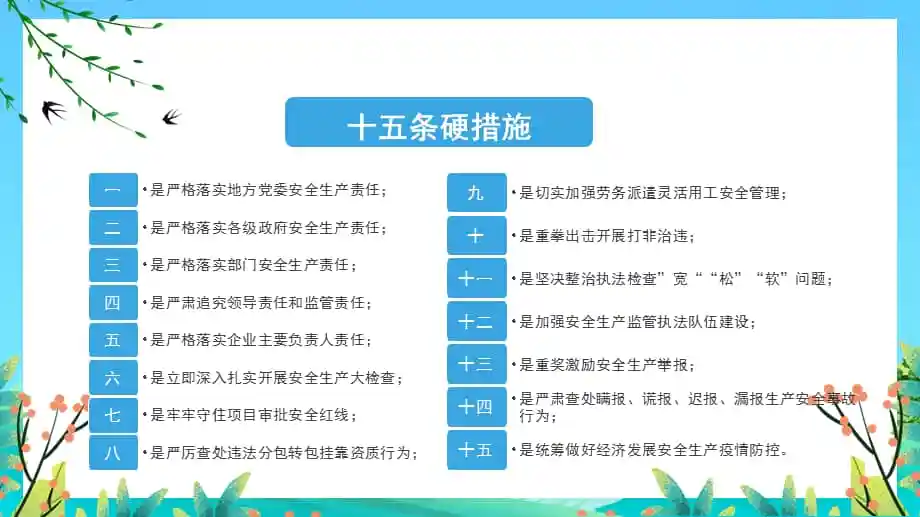 十五条硬措施
一 •是严格落实地方党委安全生产责任；
二 •是严格落实各级政府安全生产责任；
三 •是严格落实部门安全生产责任；
四 •是严肃追究领导责任和监管责任；
五 •是严格落实企业主要负责人责任；
六 •是立即深入扎实开展安全生产大检查；
七 •是牢牢守住项目审批安全红线；
八 •是严厉查处违法分包转包挂靠资质行为；
九 •是切实加强劳务派遣灵活用工安全管理；
十 •是重拳出击开展打非治违；
十一 •是坚决整治执法检查”宽““松”“软”问题；
十二 •是加强安全生产监管执法队伍建设；
十三 •是重奖激励安全生产举报；
十四 •是严肃查处瞒报、谎报、迟报、漏报生产安全事故
行为；
十五 •是统筹做好经济发展安全生产疫情防控。